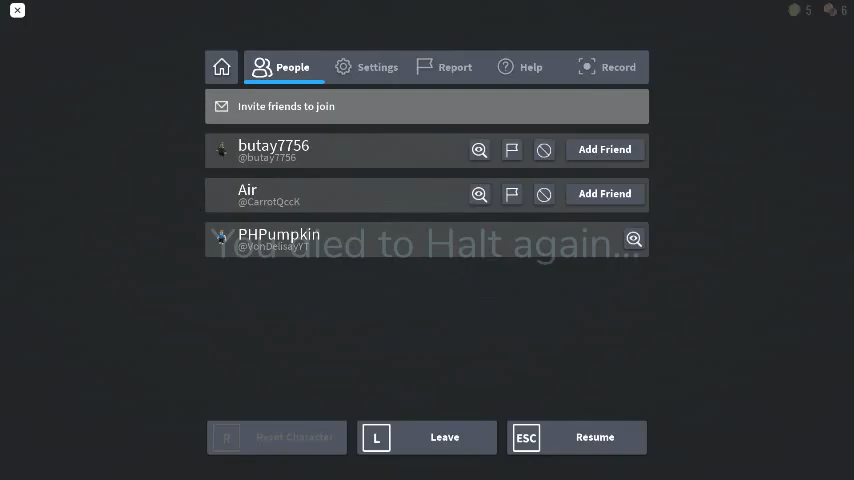 5 6
People Settings Report Help Record
Invite friends to join
butay7756
@butay7756
Add Friend
Air
@CarrotQccK
Add Friend
PHPumpkin
@VonDelisayYT
You died to Halt again...
R Reset Character L Leave ESC Resume